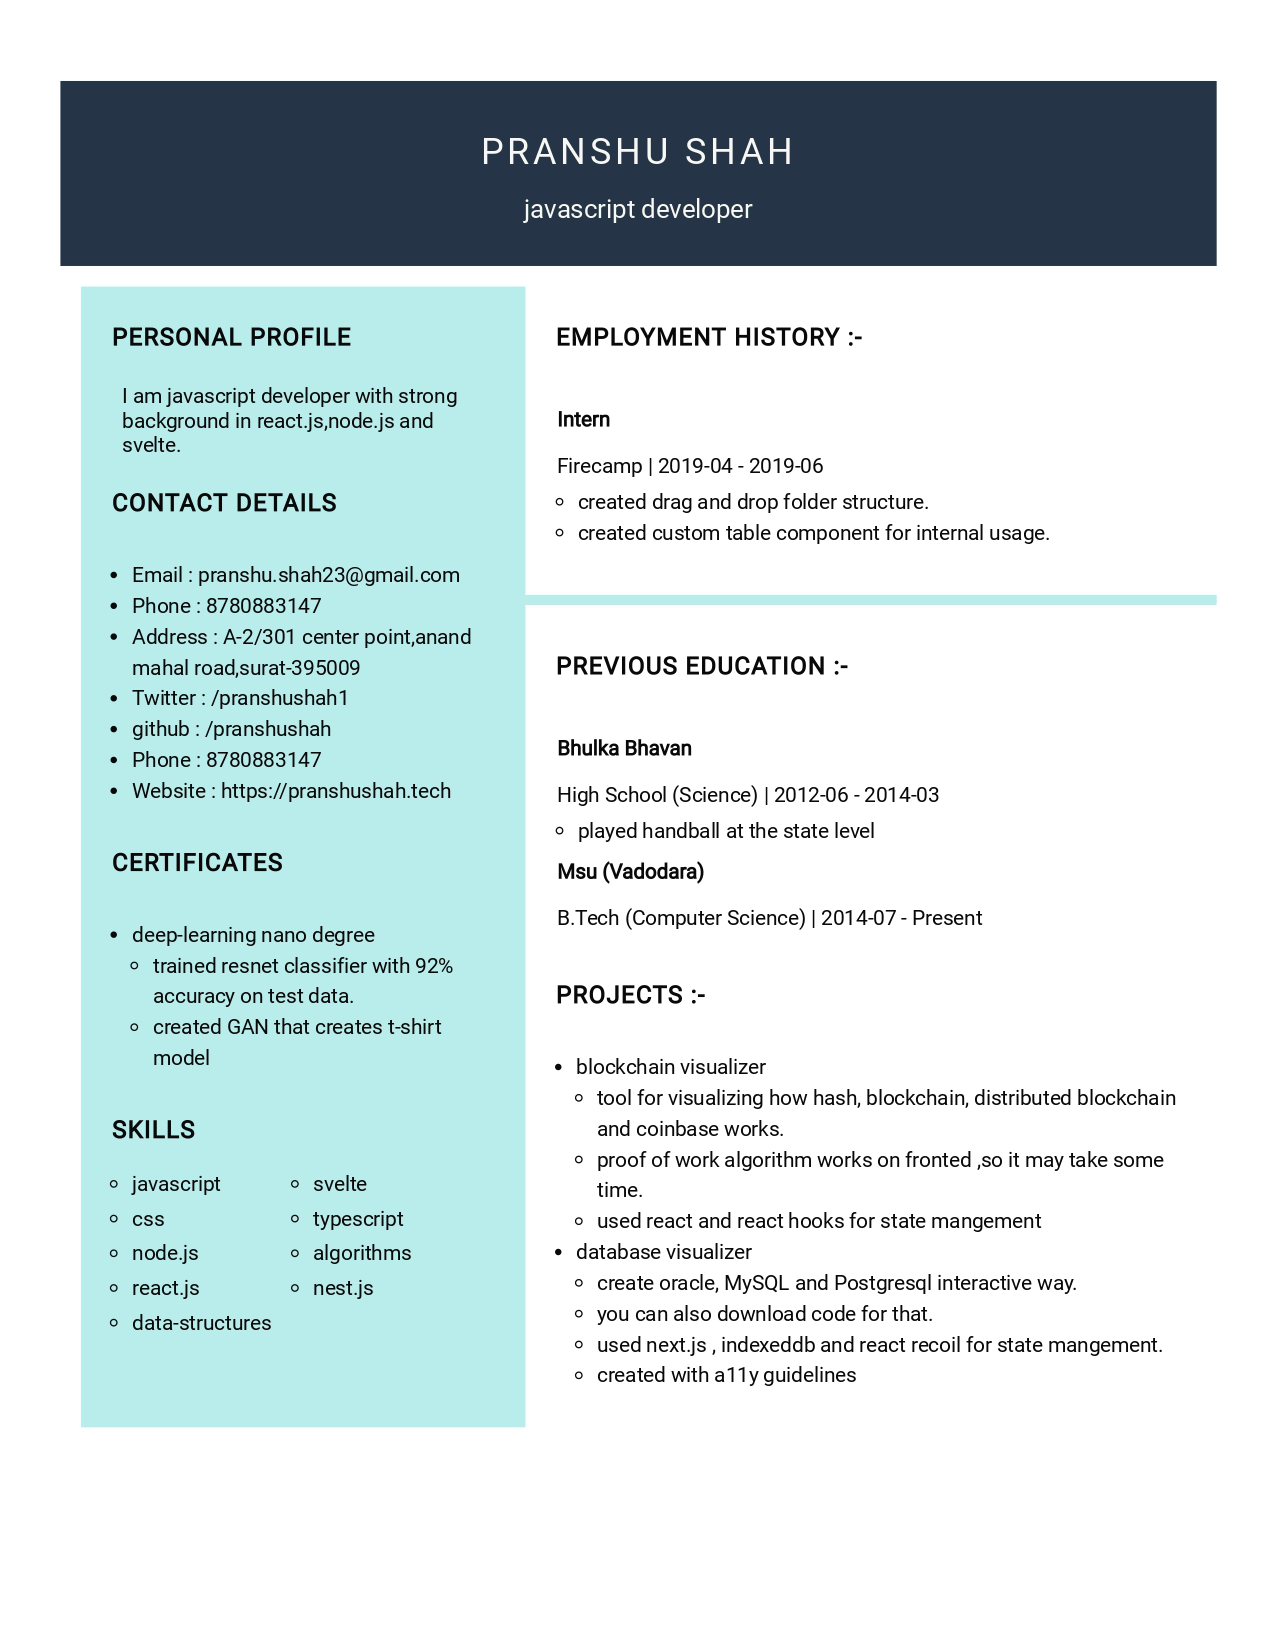 PRANSHU SHAH
javascript developer
PERSONAL PROFILE
I am javascript developer with strong
background in react.js,node.js and
svelte.
CONTACT DETAILS
• Email : pranshu.shah23@gmail.com
• Phone : 8780883147
• Address : A-2/301 center point,anand
mahal road,surat-395009
• Twitter : /pranshushah1
• github : /pranshushah
• Phone : 8780883147
• Website : https://pranshushah.tech
CERTIFICATES
• deep-learning nano degree
◦ trained resnet classifier with 92%
accuracy on test data.
◦ created GAN that creates t-shirt
model
SKILLS
◦ javascript
◦ css
◦ node.js
◦ react.js
◦ data-structures
◦ svelte
◦ typescript
◦ algorithms
◦ nest.js
EMPLOYMENT HISTORY :-
Intern
Firecamp | 2019-04 - 2019-06
◦ created drag and drop folder structure.
◦ created custom table component for internal usage.
PREVIOUS EDUCATION :-
Bhulka Bhavan
High School (Science) | 2012-06 - 2014-03
◦ played handball at the state level
Msu (Vadodara)
B.Tech (Computer Science) | 2014-07 - Present
PROJECTS :-
• blockchain visualizer
◦ tool for visualizing how hash, blockchain, distributed blockchain
and coinbase works.
◦ proof of work algorithm works on fronted ,so it may take some
time.
◦ used react and react hooks for state mangement
• database visualizer
◦ create oracle, MySQL and Postgresql interactive way.
◦ you can also download code for that.
◦ used next.js , indexeddb and react recoil for state mangement.
◦ created with a11y guidelines